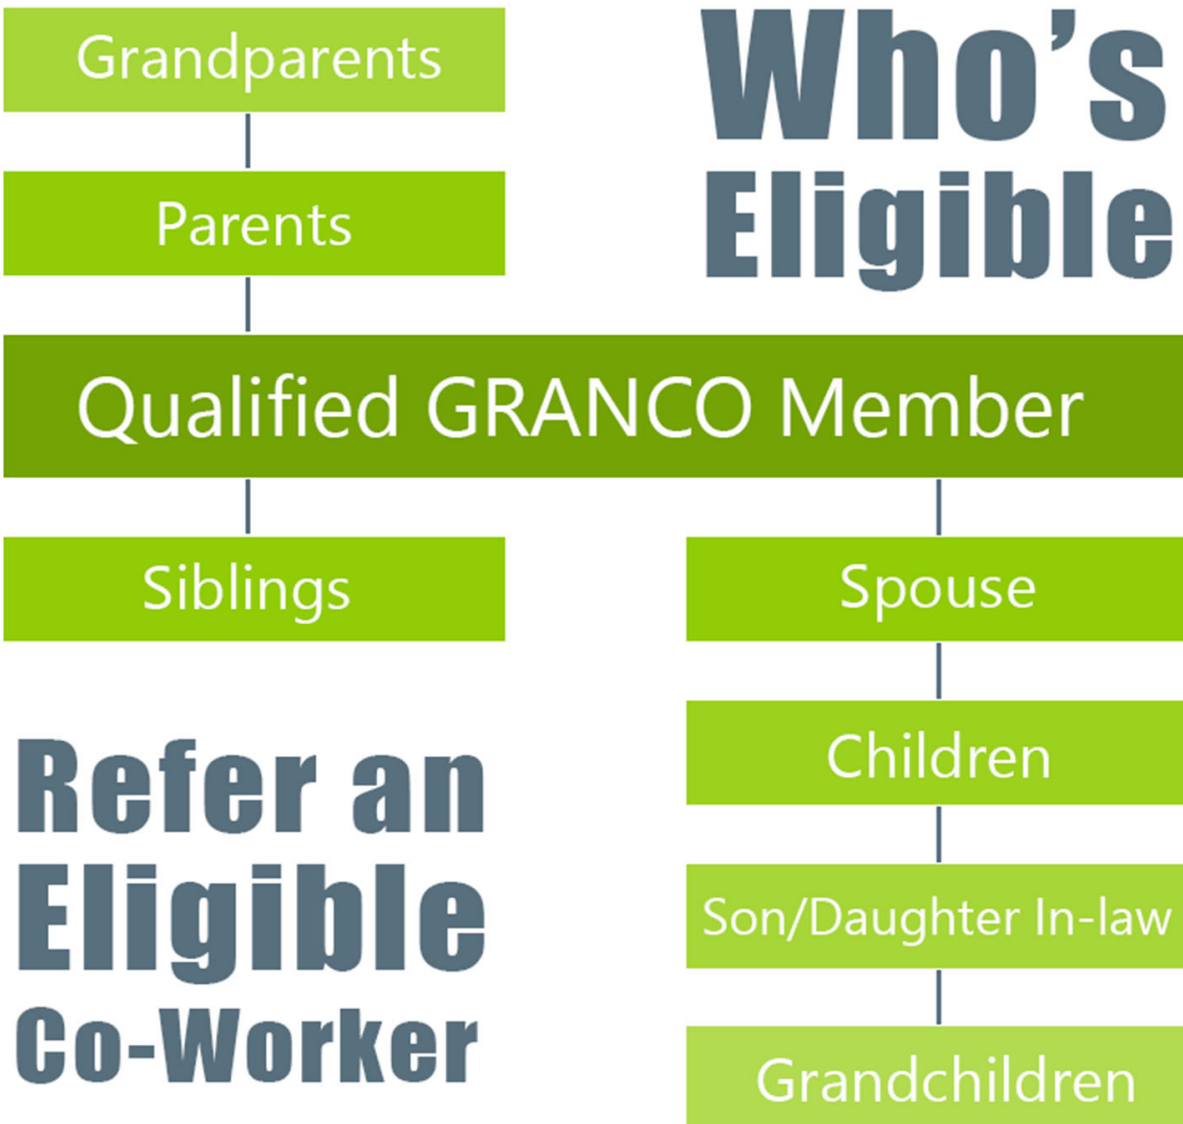 Grandparents
Who's
Eligible
Parents
Qualified GRANCO Member
Siblings
Spouse
Children
Son/Daughter In-law
Grandchildren
Refer an
Eligible
Co-Worker